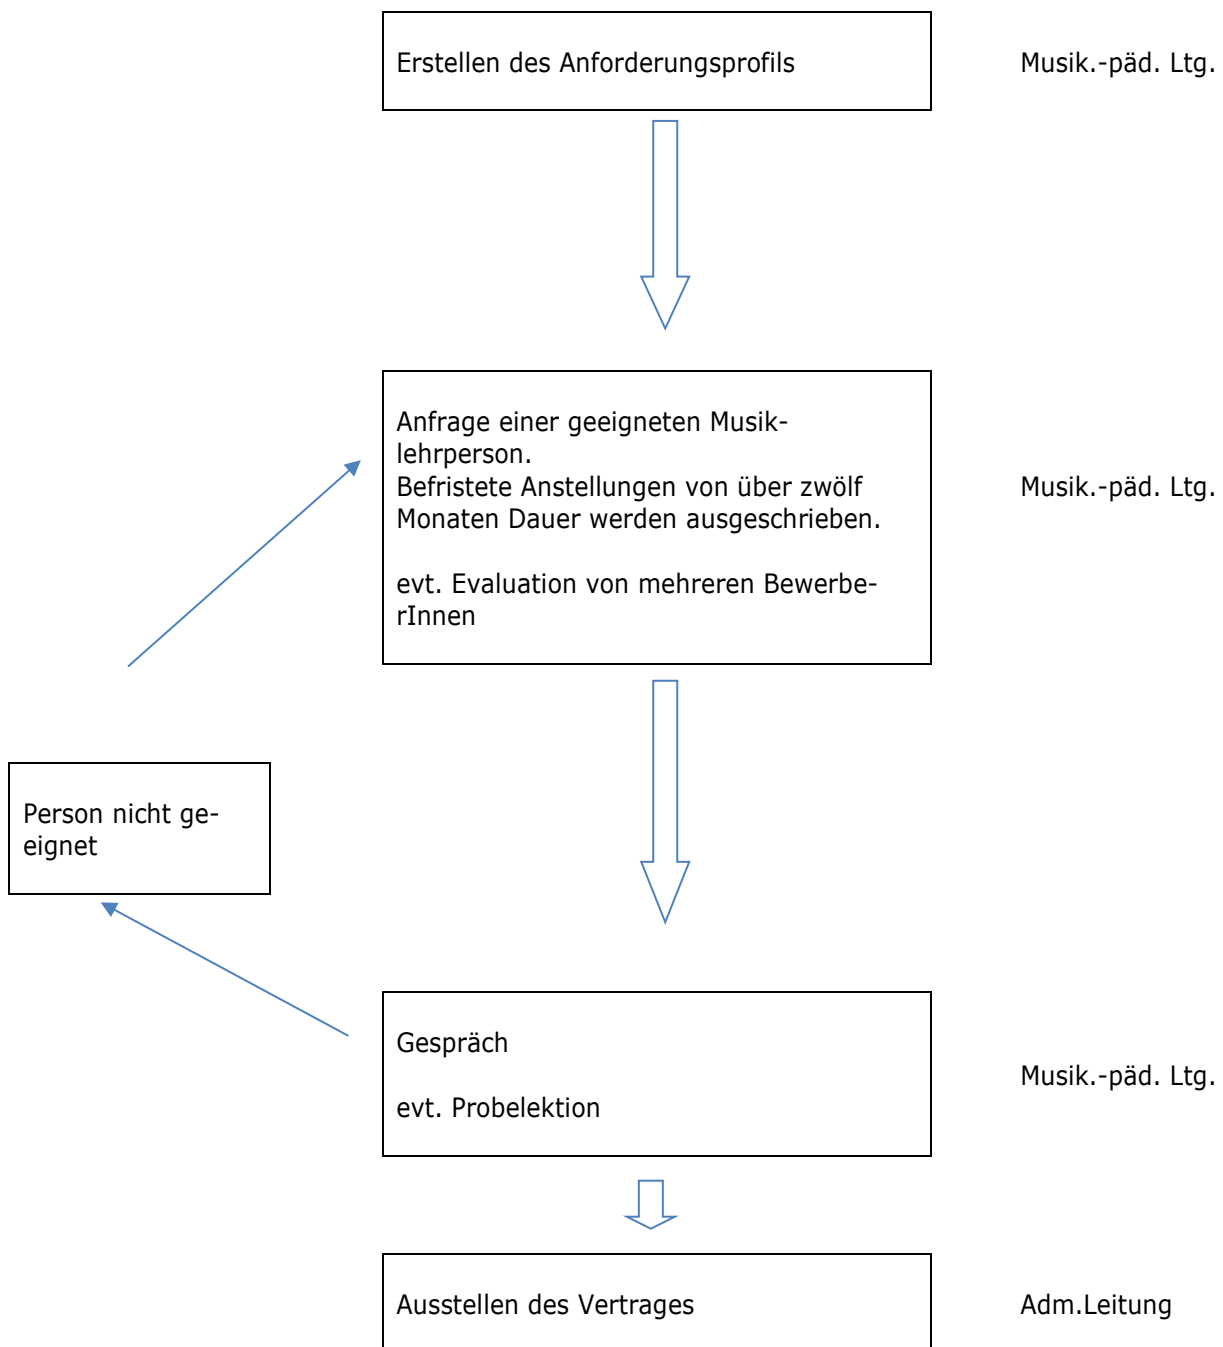 Erstellen des Anforderungsprofils
Musik.-päd. Ltg.
Anfrage einer geeigneten Musik-
lehrperson.
Befristete Anstellungen von über zwölf
Monaten Dauer werden ausgeschrieben.
evt. Evaluation von mehreren Bewerbe-
rInnen
Musik.-päd. Ltg.
Person nicht ge-
eignet
Gespräch
evt. Probelektion
Musik.-päd. Ltg.
Ausstellen des Vertrages
Adm.Leitung